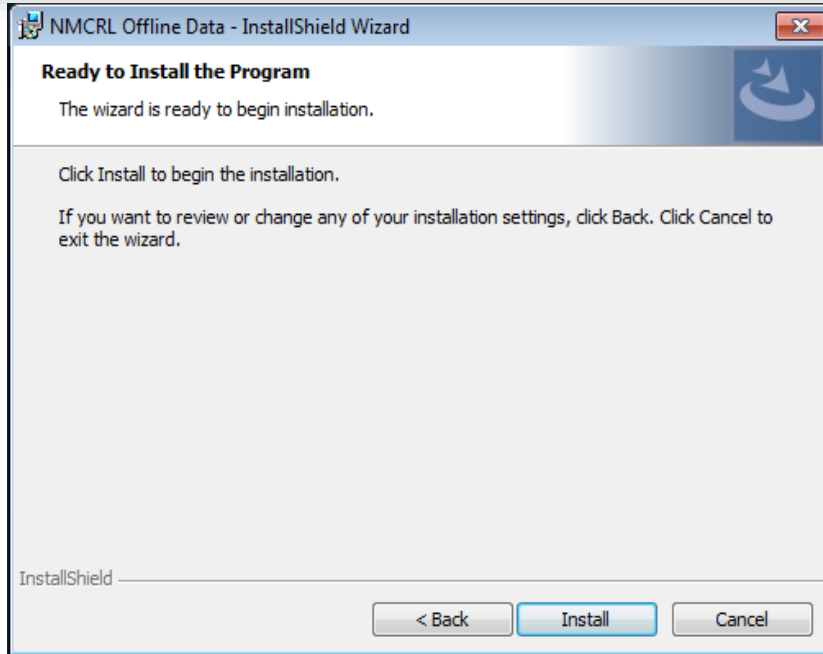 NMCRL Offline Data - InstallShield Wizard
Ready to Install the Program
The wizard is ready to begin installation.
Click Install to begin the installation.
If you want to review or change any of your installation settings, click Back. Click Cancel to
exit the wizard.
InstallShield
< Back
Install
Cancel